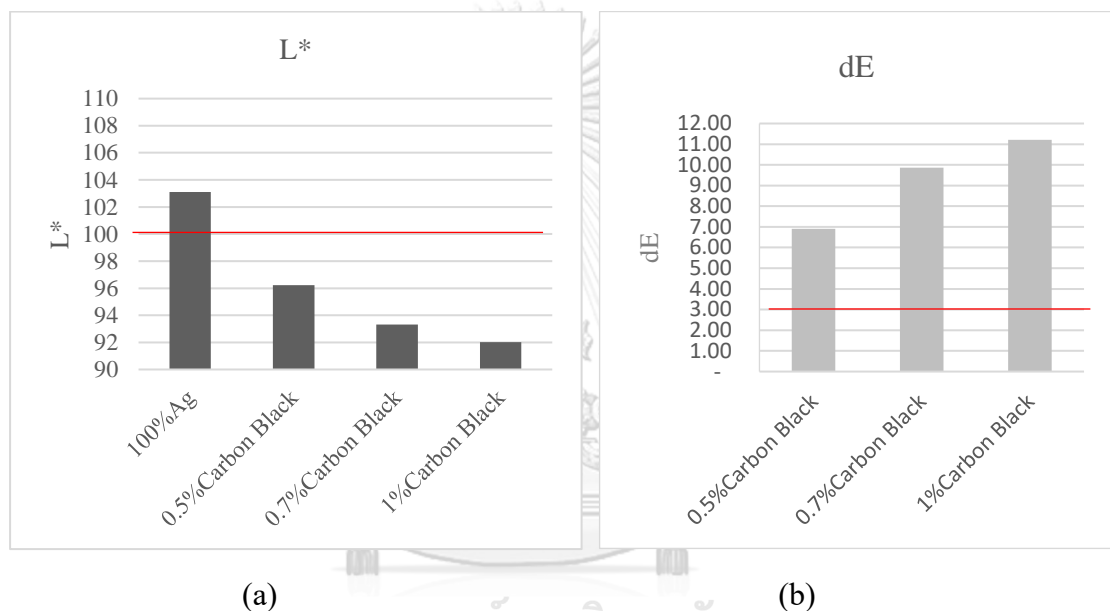 L*
L*
110
108
106
104
102
100
98
96
94
92
90
100%Ag
0.5%Carbon Black
0.7%Carbon Black
1%Carbon Black
dE
dE
12.00
11.00
10.00
9.00
8.00
7.00
6.00
5.00
4.00
3.00
2.00
1.00
-
0.5%Carbon Black
0.7%Carbon Black
1%Carbon Black
(a) (b)